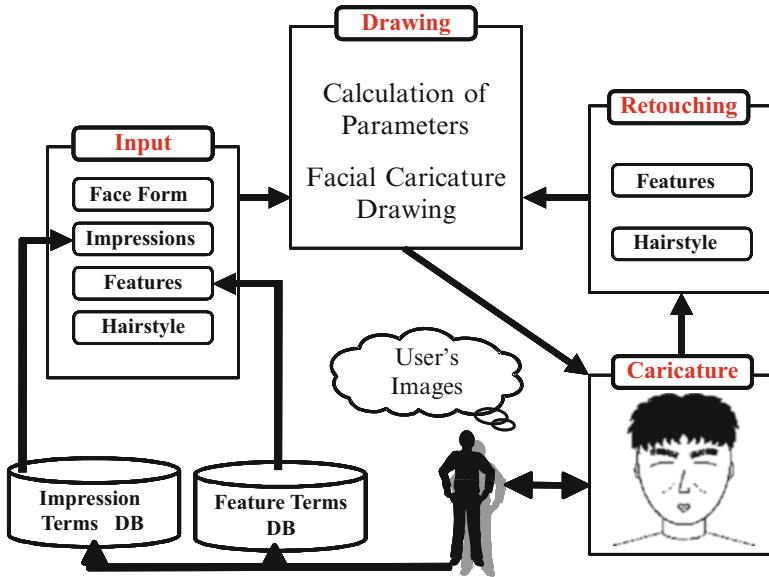 Drawing
Calculation of
Parameters
Facial Caricature
Drawing
Input
Face Form
Impressions
Features
Hairstyle
Retouching
Features
Hairstyle
User's
Images
Caricature
Impression
Terms DB
Feature Terms
DB